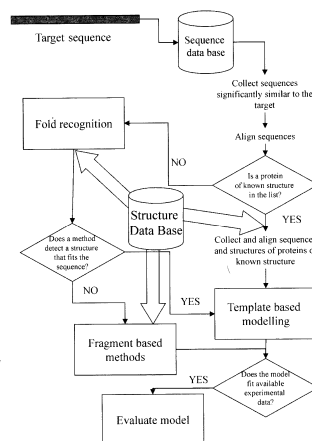 Target sequence
Sequence
data base
Collect sequences
significantly similar to the
target
Align sequences
Fold recognition
NO
Is a protein
of known structure
in the list?
YES
Structure
Data Base
Collect and align sequence
and structures of proteins o
known structure
Does a method
detect a structure
that fits the
sequence?
NO
YES
Template based
modelling
Fragment based
methods
Does the model
fit available
experimental
data?
YES
Evaluate model